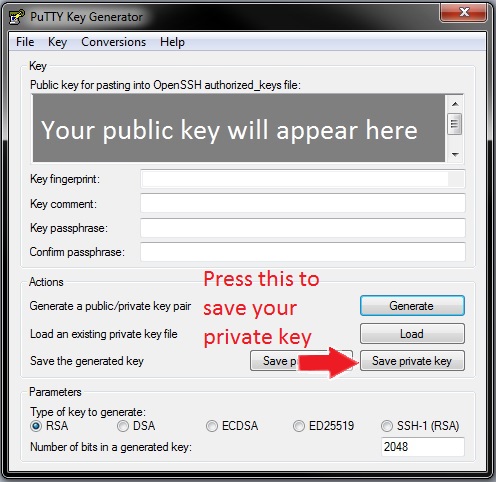 PuTTY Key Generator
File Key Conversions Help
Key
Public key for pasting into OpenSSH authorized_keys file:
Your public key will appear here
Key fingerprint:
Key comment:
Key passphrase:
Confirm passphrase:
Actions
Press this to
save your
private key
Generate a public/private key pair
Generate
Load an existing private key file
Load
Save the generated key
Save p
Save private key
Parameters
Type of key to generate:
RSA DSA ECDSA ED25519 SSH-1 (RSA)
Number of bits in a generated key:
2048